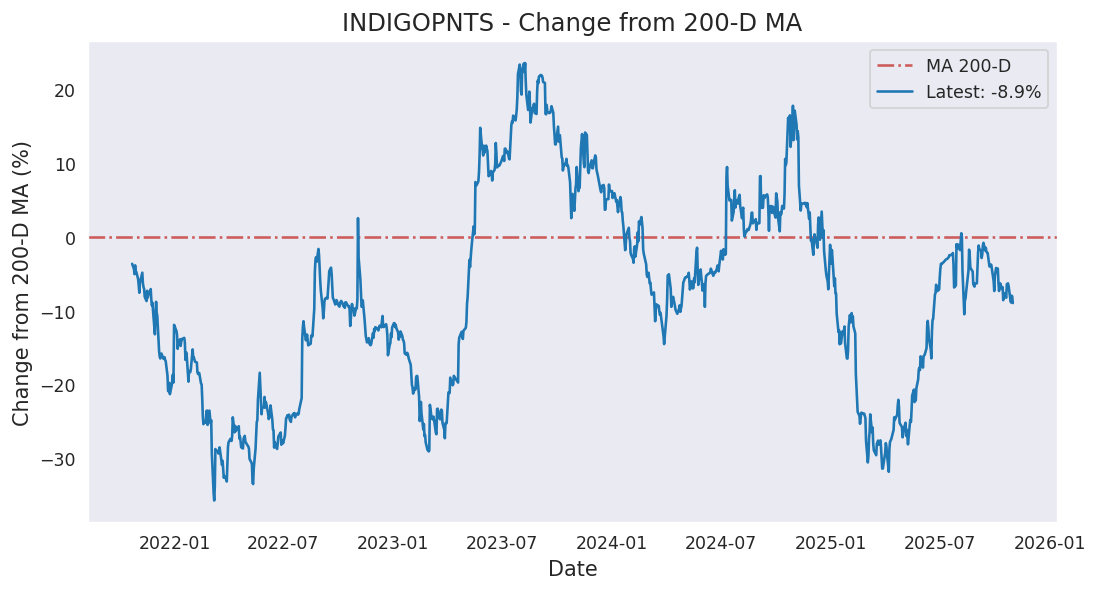 INDIGOPNTS - Change from 200-D MA
MA 200-D
Latest: -8.9%
Change from 200-D MA (%)
20
10
0
−10
−20
−30
2022-01 2022-07 2023-01 2023-07 2024-01 2024-07 2025-01 2025-07 2026-01
Date